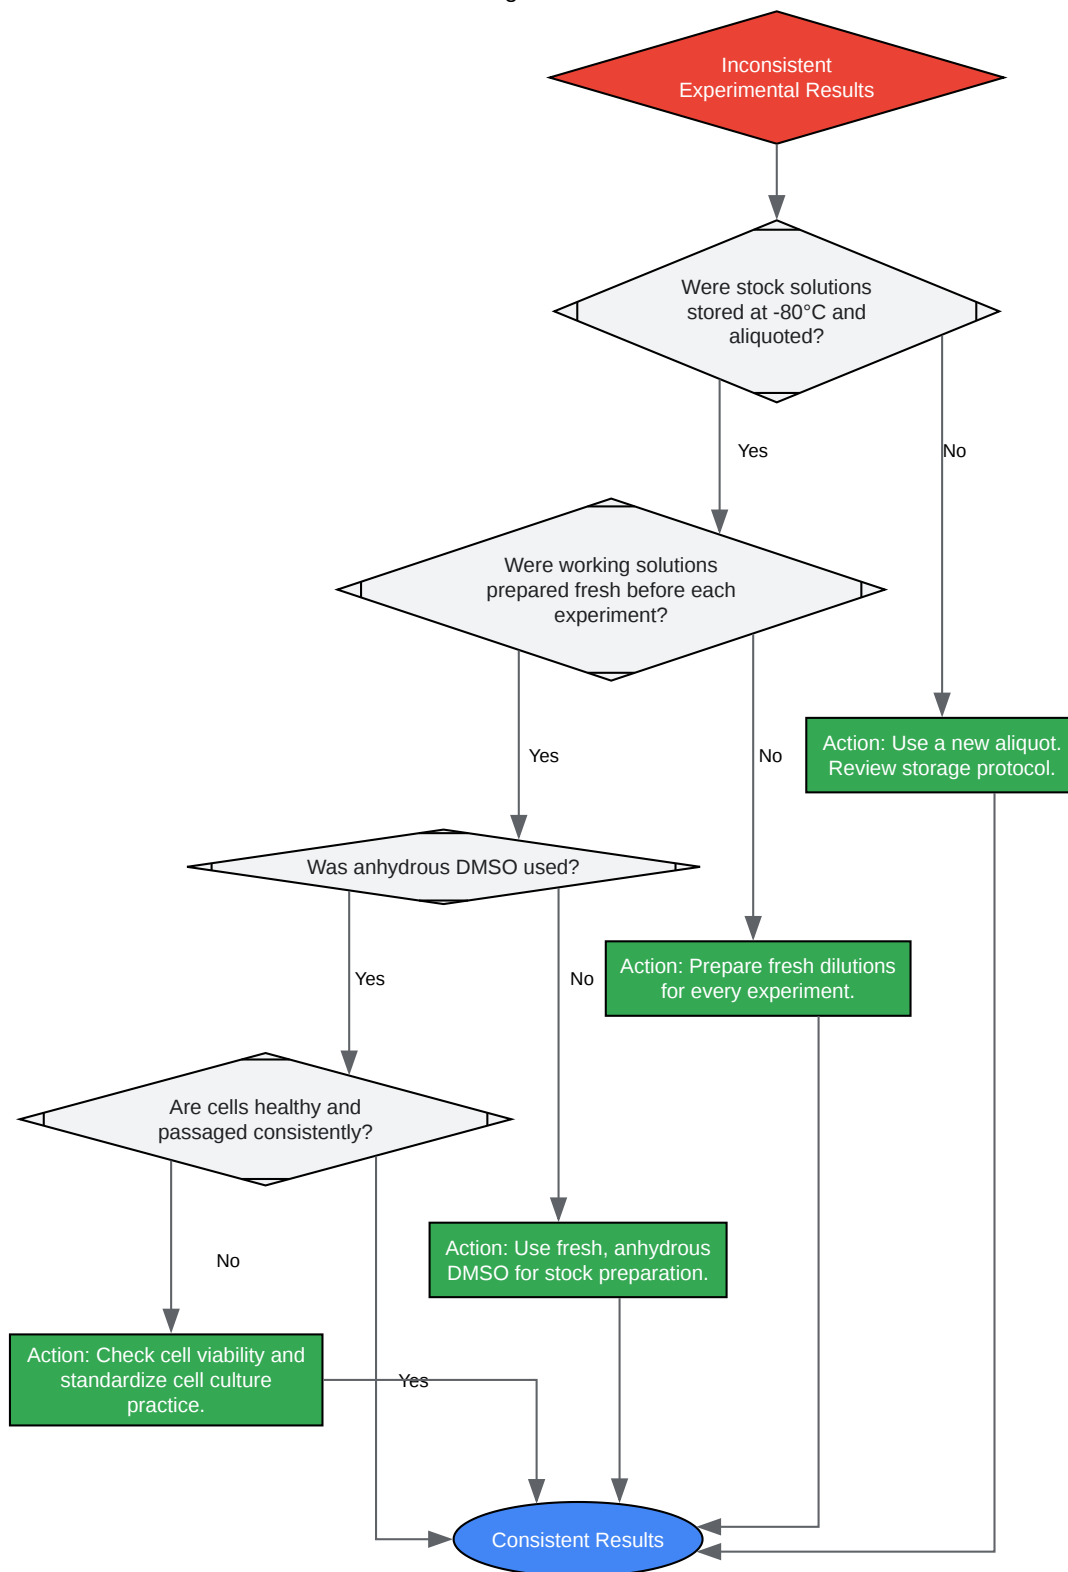 Inconsistent
Experimental Results
Were stock solutions
stored at -80°C and
aliquoted?
Yes
No
Were working solutions
prepared fresh before each
experiment?
Yes
No
Action: Use a new aliquot.
Review storage protocol.
Was anhydrous DMSO used?
Yes
No
Action: Prepare fresh dilutions
for every experiment.
Are cells healthy and
passaged consistently?
No
Action: Use fresh, anhydrous
DMSO for stock preparation.
Action: Check cell viability and
standardize cell culture
practice.
Yes
Consistent Results